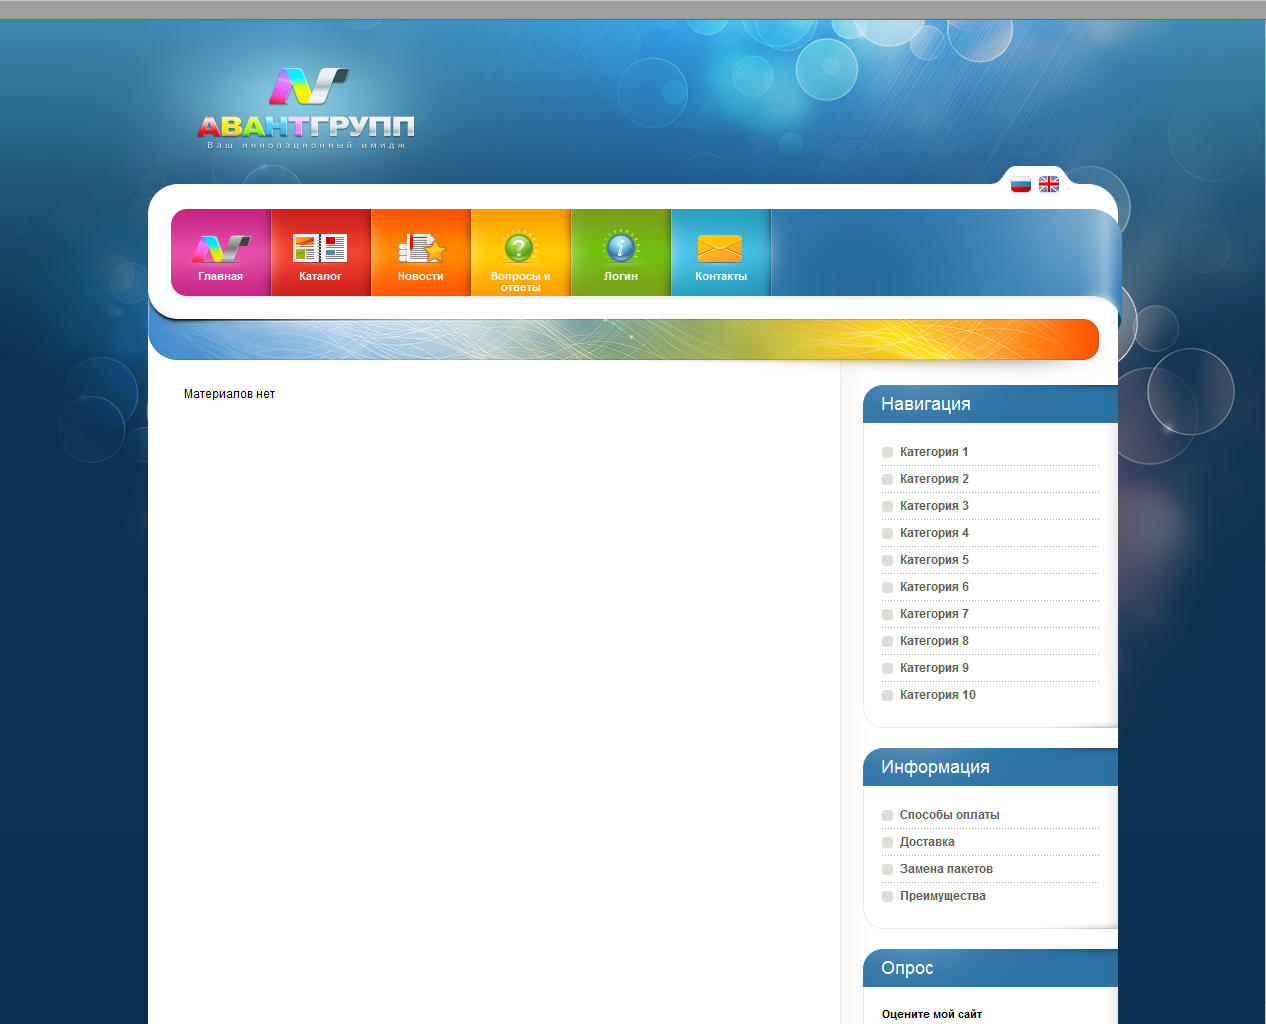 АВАНТГРУПП
Ваш инновационный имидж
Главная
Каталог
Новости
Вопросы и
ответы
Логин
Контакты
Материалов нет
Навигация
Категория 1
Категория 2
Категория 3
Категория 4
Категория 5
Категория 6
Категория 7
Категория 8
Категория 9
Категория 10
Информация
Способы оплаты
Доставка
Замена пакетов
Преимущества
Опрос
Оцените мой сайт